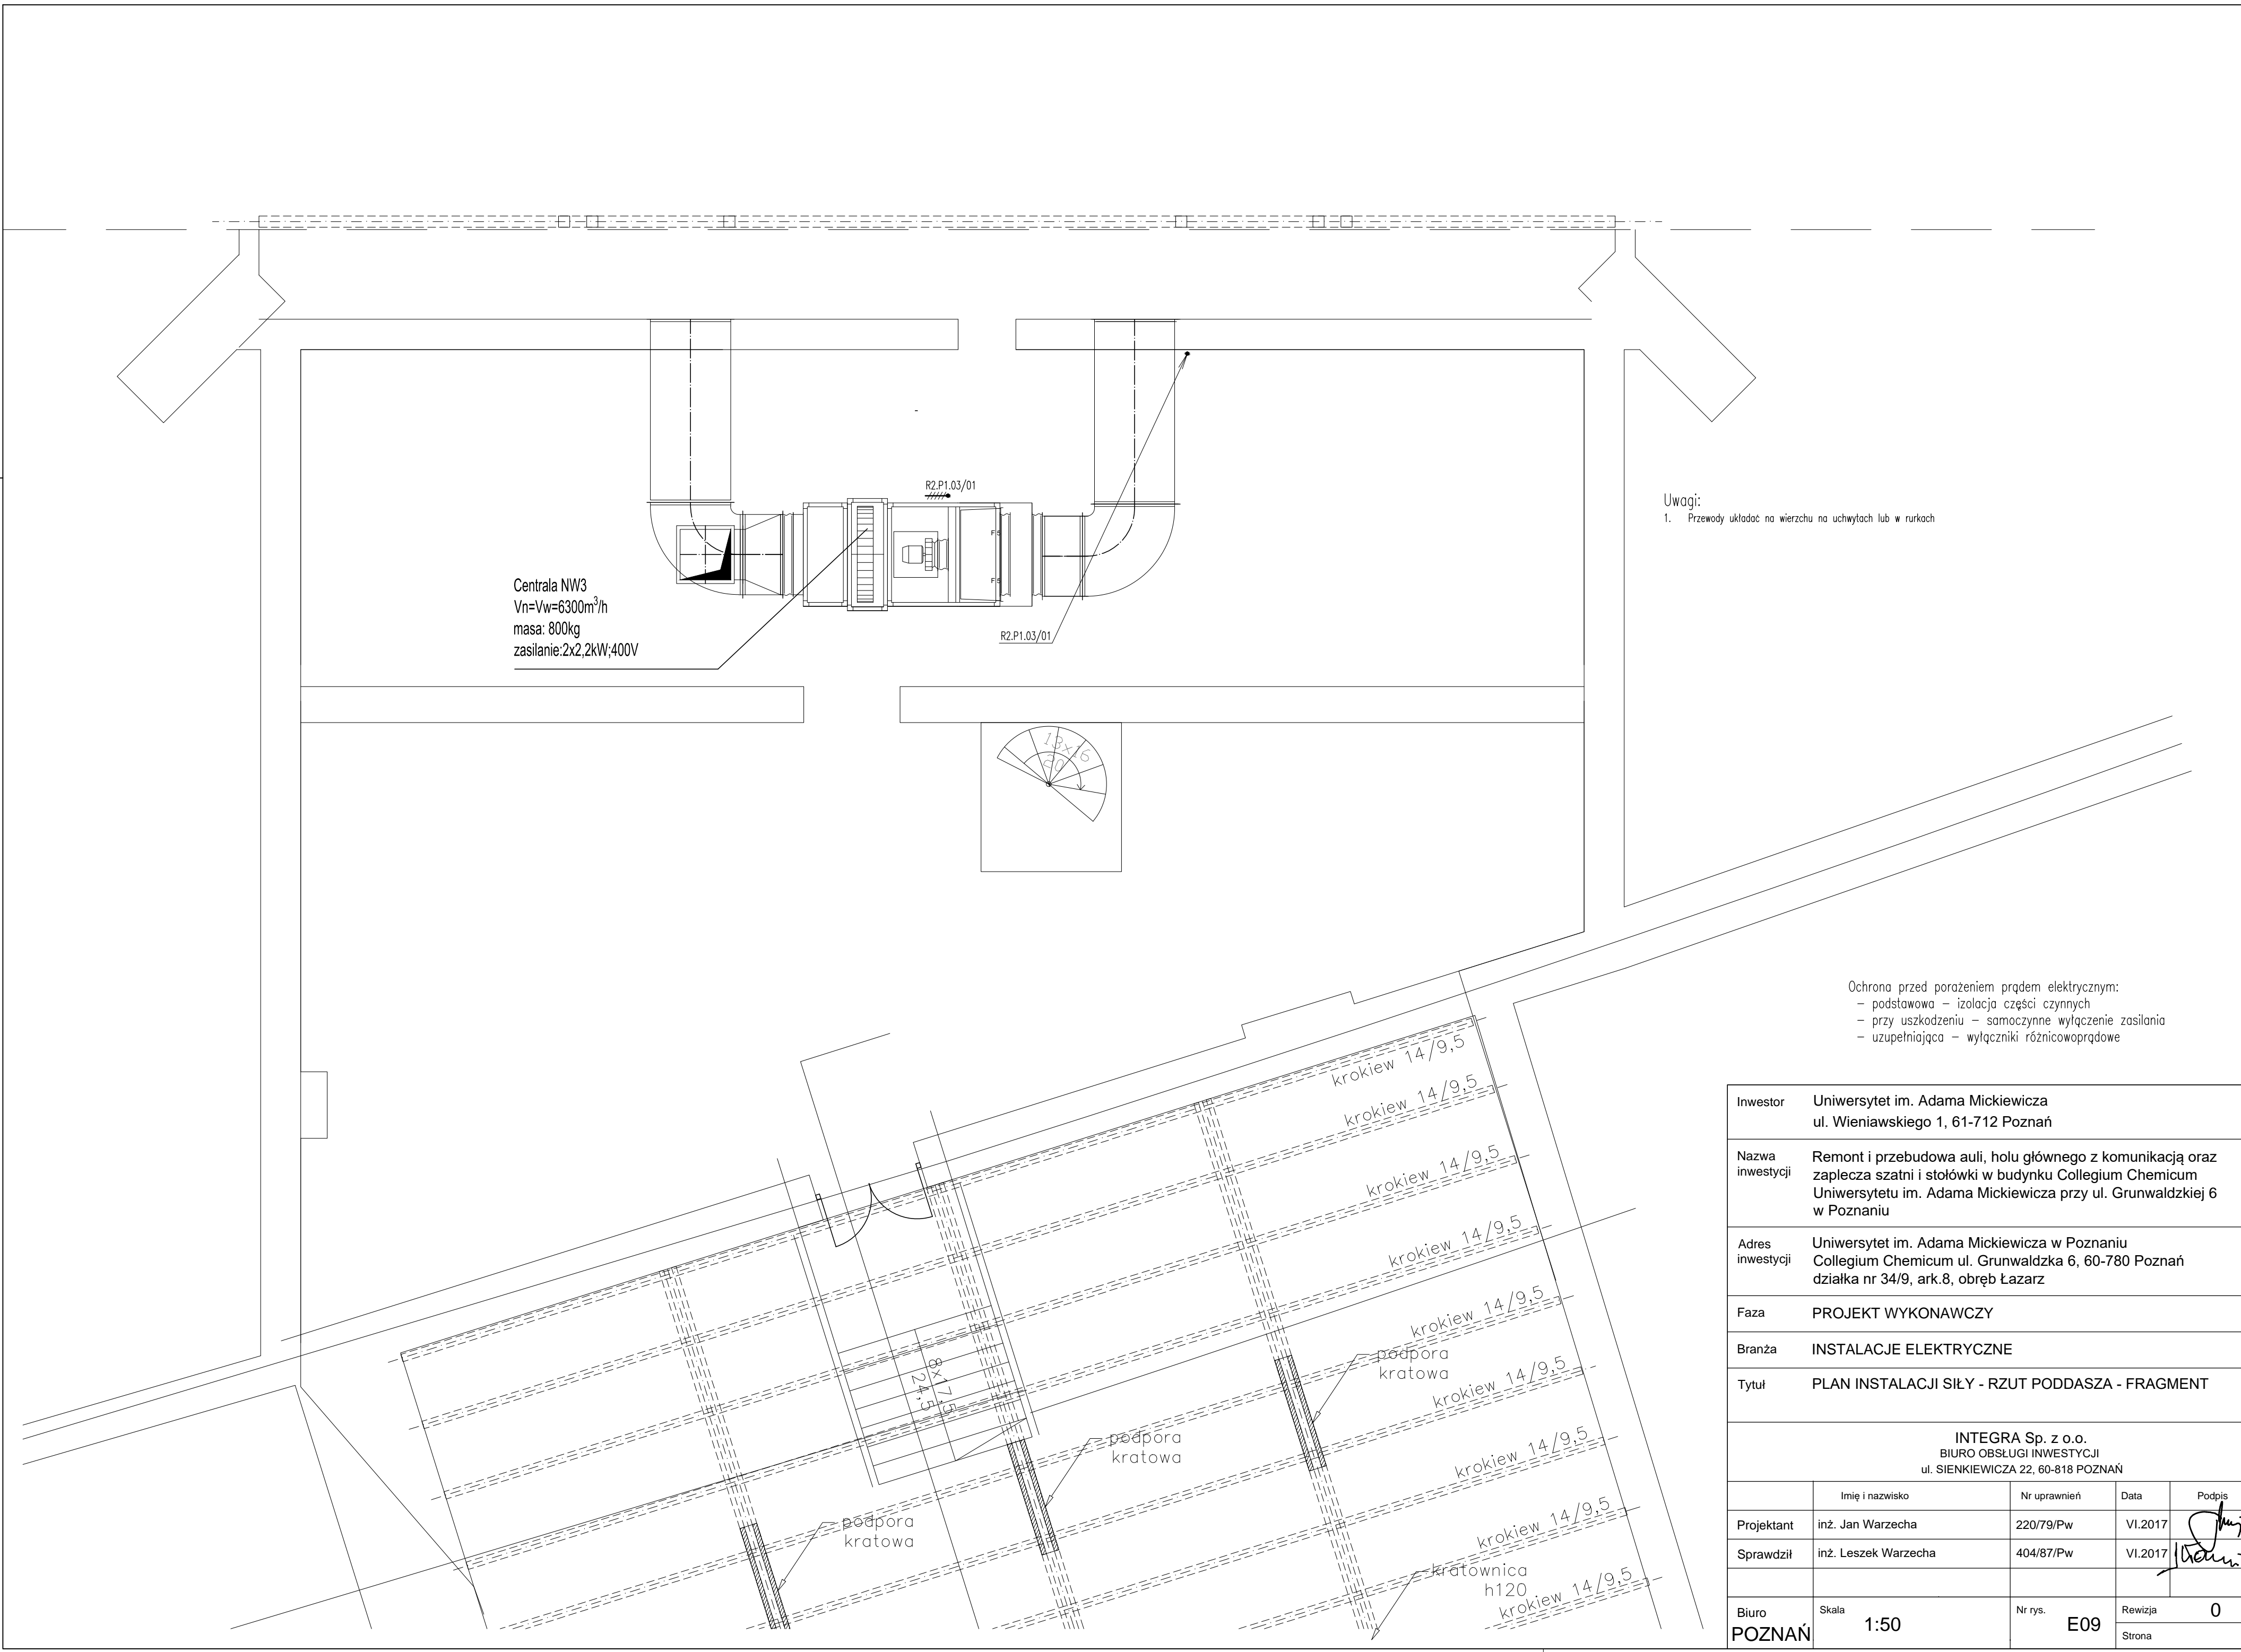 R2.P1.03/01
Centrala NW3
Vn=Vw=6300m³/h
masa: 800kg
zasilanie:2x2,2kW;400V
F 5
F 5
R2.P1.03/01
Uwagi:
1. Przewody układać na wierzchu na uchwytach lub w rurkach
13x16
20
Ochrona przed porażeniem prądem elektrycznym:
– podstawowa – izolacja części czynnych
– przy uszkodzeniu – samoczynne wyłączenie zasilania
– uzupełniająca – wyłączniki różnicowoprądowe
krokiew 14/9,5
krokiew 14/9,5
krokiew 14/9,5
krokiew 14/9,5
krokiew 14/9,5
krokiew 14/9,5
krokiew 14/9,5
krokiew 14/9,5
krokiew 14/9,5
8x17,5
24,5
podpora
kratowa
podpora
kratowa
podpora
kratowa
kratownica
h120
Inwestor
Uniwersytet im. Adama Mickiewicza
ul. Wieniawskiego 1, 61-712 Poznań
Nazwa
inwestycji
Remont i przebudowa auli, holu głównego z komunikacją oraz
zaplecza szatni i stołówki w budynku Collegium Chemicum
Uniwersytetu im. Adama Mickiewicza przy ul. Grunwaldzkiej 6
w Poznaniu
Adres
inwestycji
Uniwersytet im. Adama Mickiewicza w Poznaniu
Collegium Chemicum ul. Grunwaldzka 6, 60-780 Poznań
działka nr 34/9, ark.8, obręb Łazarz
Faza PROJEKT WYKONAWCZY
Branża INSTALACJE ELEKTRYCZNE
Tytuł PLAN INSTALACJI SIŁY - RZUT PODDASZA - FRAGMENT
INTEGRA Sp. z o.o.
BIURO OBSŁUGI INWESTYCJI
ul. SIENKIEWICZA 22, 60-818 POZNAŃ
Imię i nazwisko Nr uprawnień Data Podpis
Projektant inż. Jan Warzecha 220/79/Pw VI.2017
Sprawdził inż. Leszek Warzecha 404/87/Pw VI.2017
Biuro
POZNAŃ
Skala 1:50
Nr rys. E09
Rewizja 0
Strona